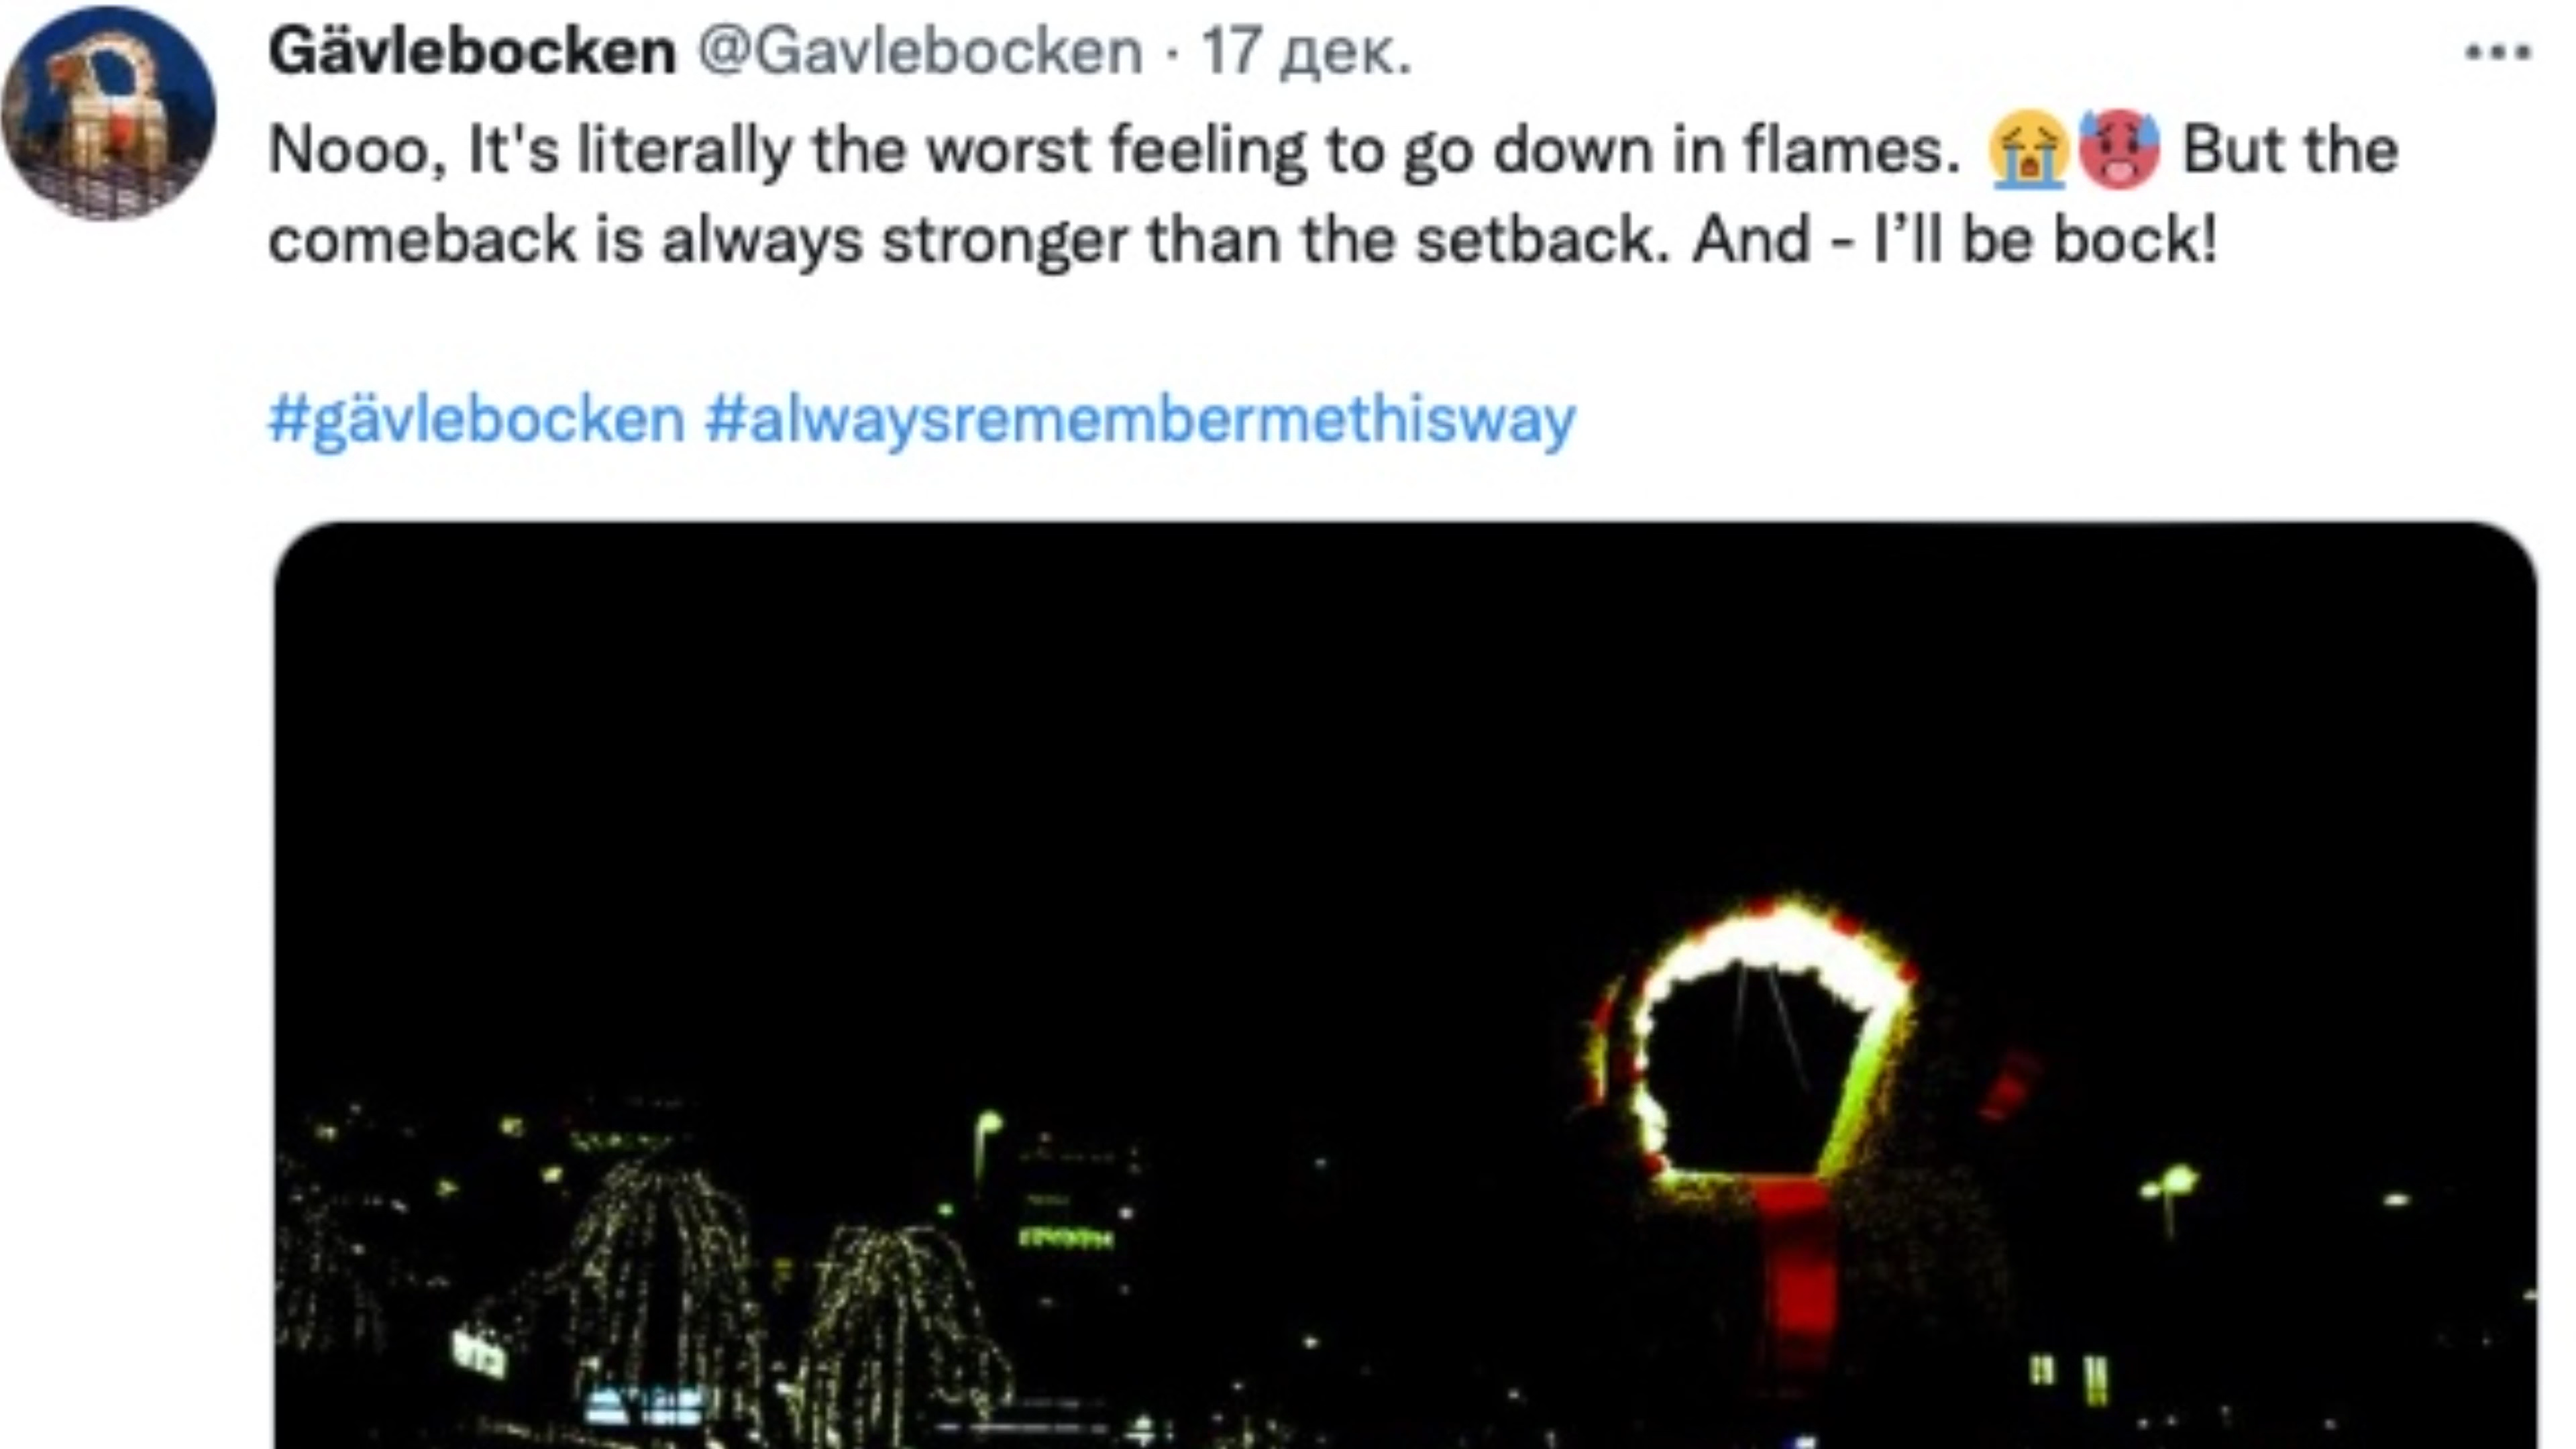 Gävlebocken @Gavlebocken · 17 дек.
Nooo, It's literally the worst feeling to go down in flames. 😭🥵 But the
comeback is always stronger than the setback. And - I’ll be bock!
#gävlebocken #alwaysremembermethisway